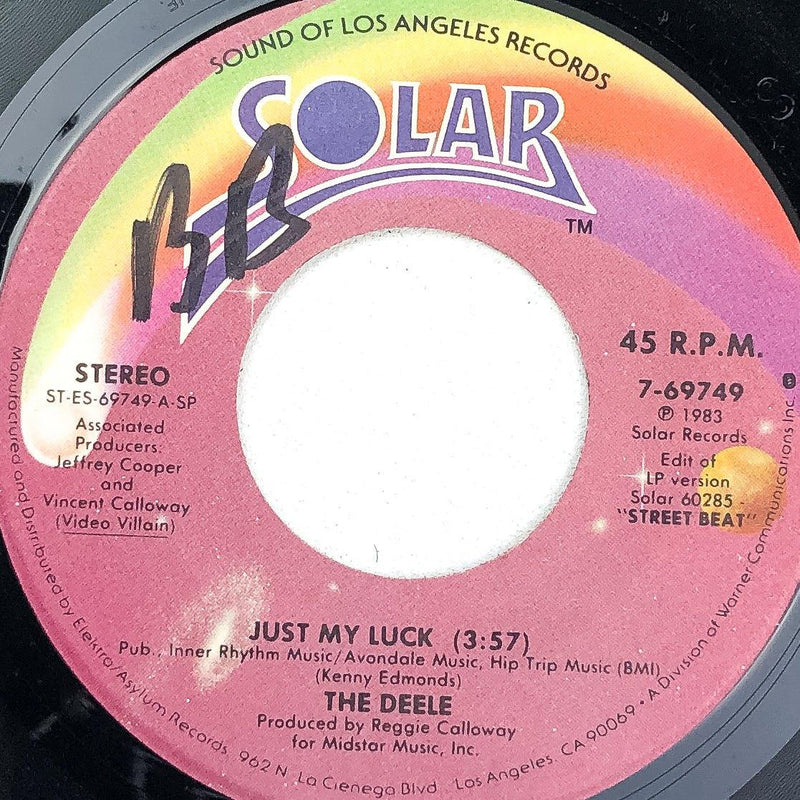 SOUND OF LOS ANGELES RECORDS
SOLAR
TM
BB
45 R.P.M.
STEREO
ST-ES-69749-A-SP
Associated
Producers:
Jeffrey Cooper
and
Vincent Calloway
(Video Villain)
7-69749
Ⓟ 1983
Solar Records
Edit of
LP version
Solar 60285 -
"STREET BEAT"
JUST MY LUCK (3:57)
Pub., Inner Rhythm Music/Avondale Music, Hip Trip Music (BMI)
(Kenny Edmonds)
THE DEELE
Produced by Reggie Calloway
for Midstar Music, Inc.
Manufactured and Distributed by Elektra/Asylum Records, 962 N. La Cienega Blvd., Los Angeles, CA 90069 • A Division of Warner Communications Inc.